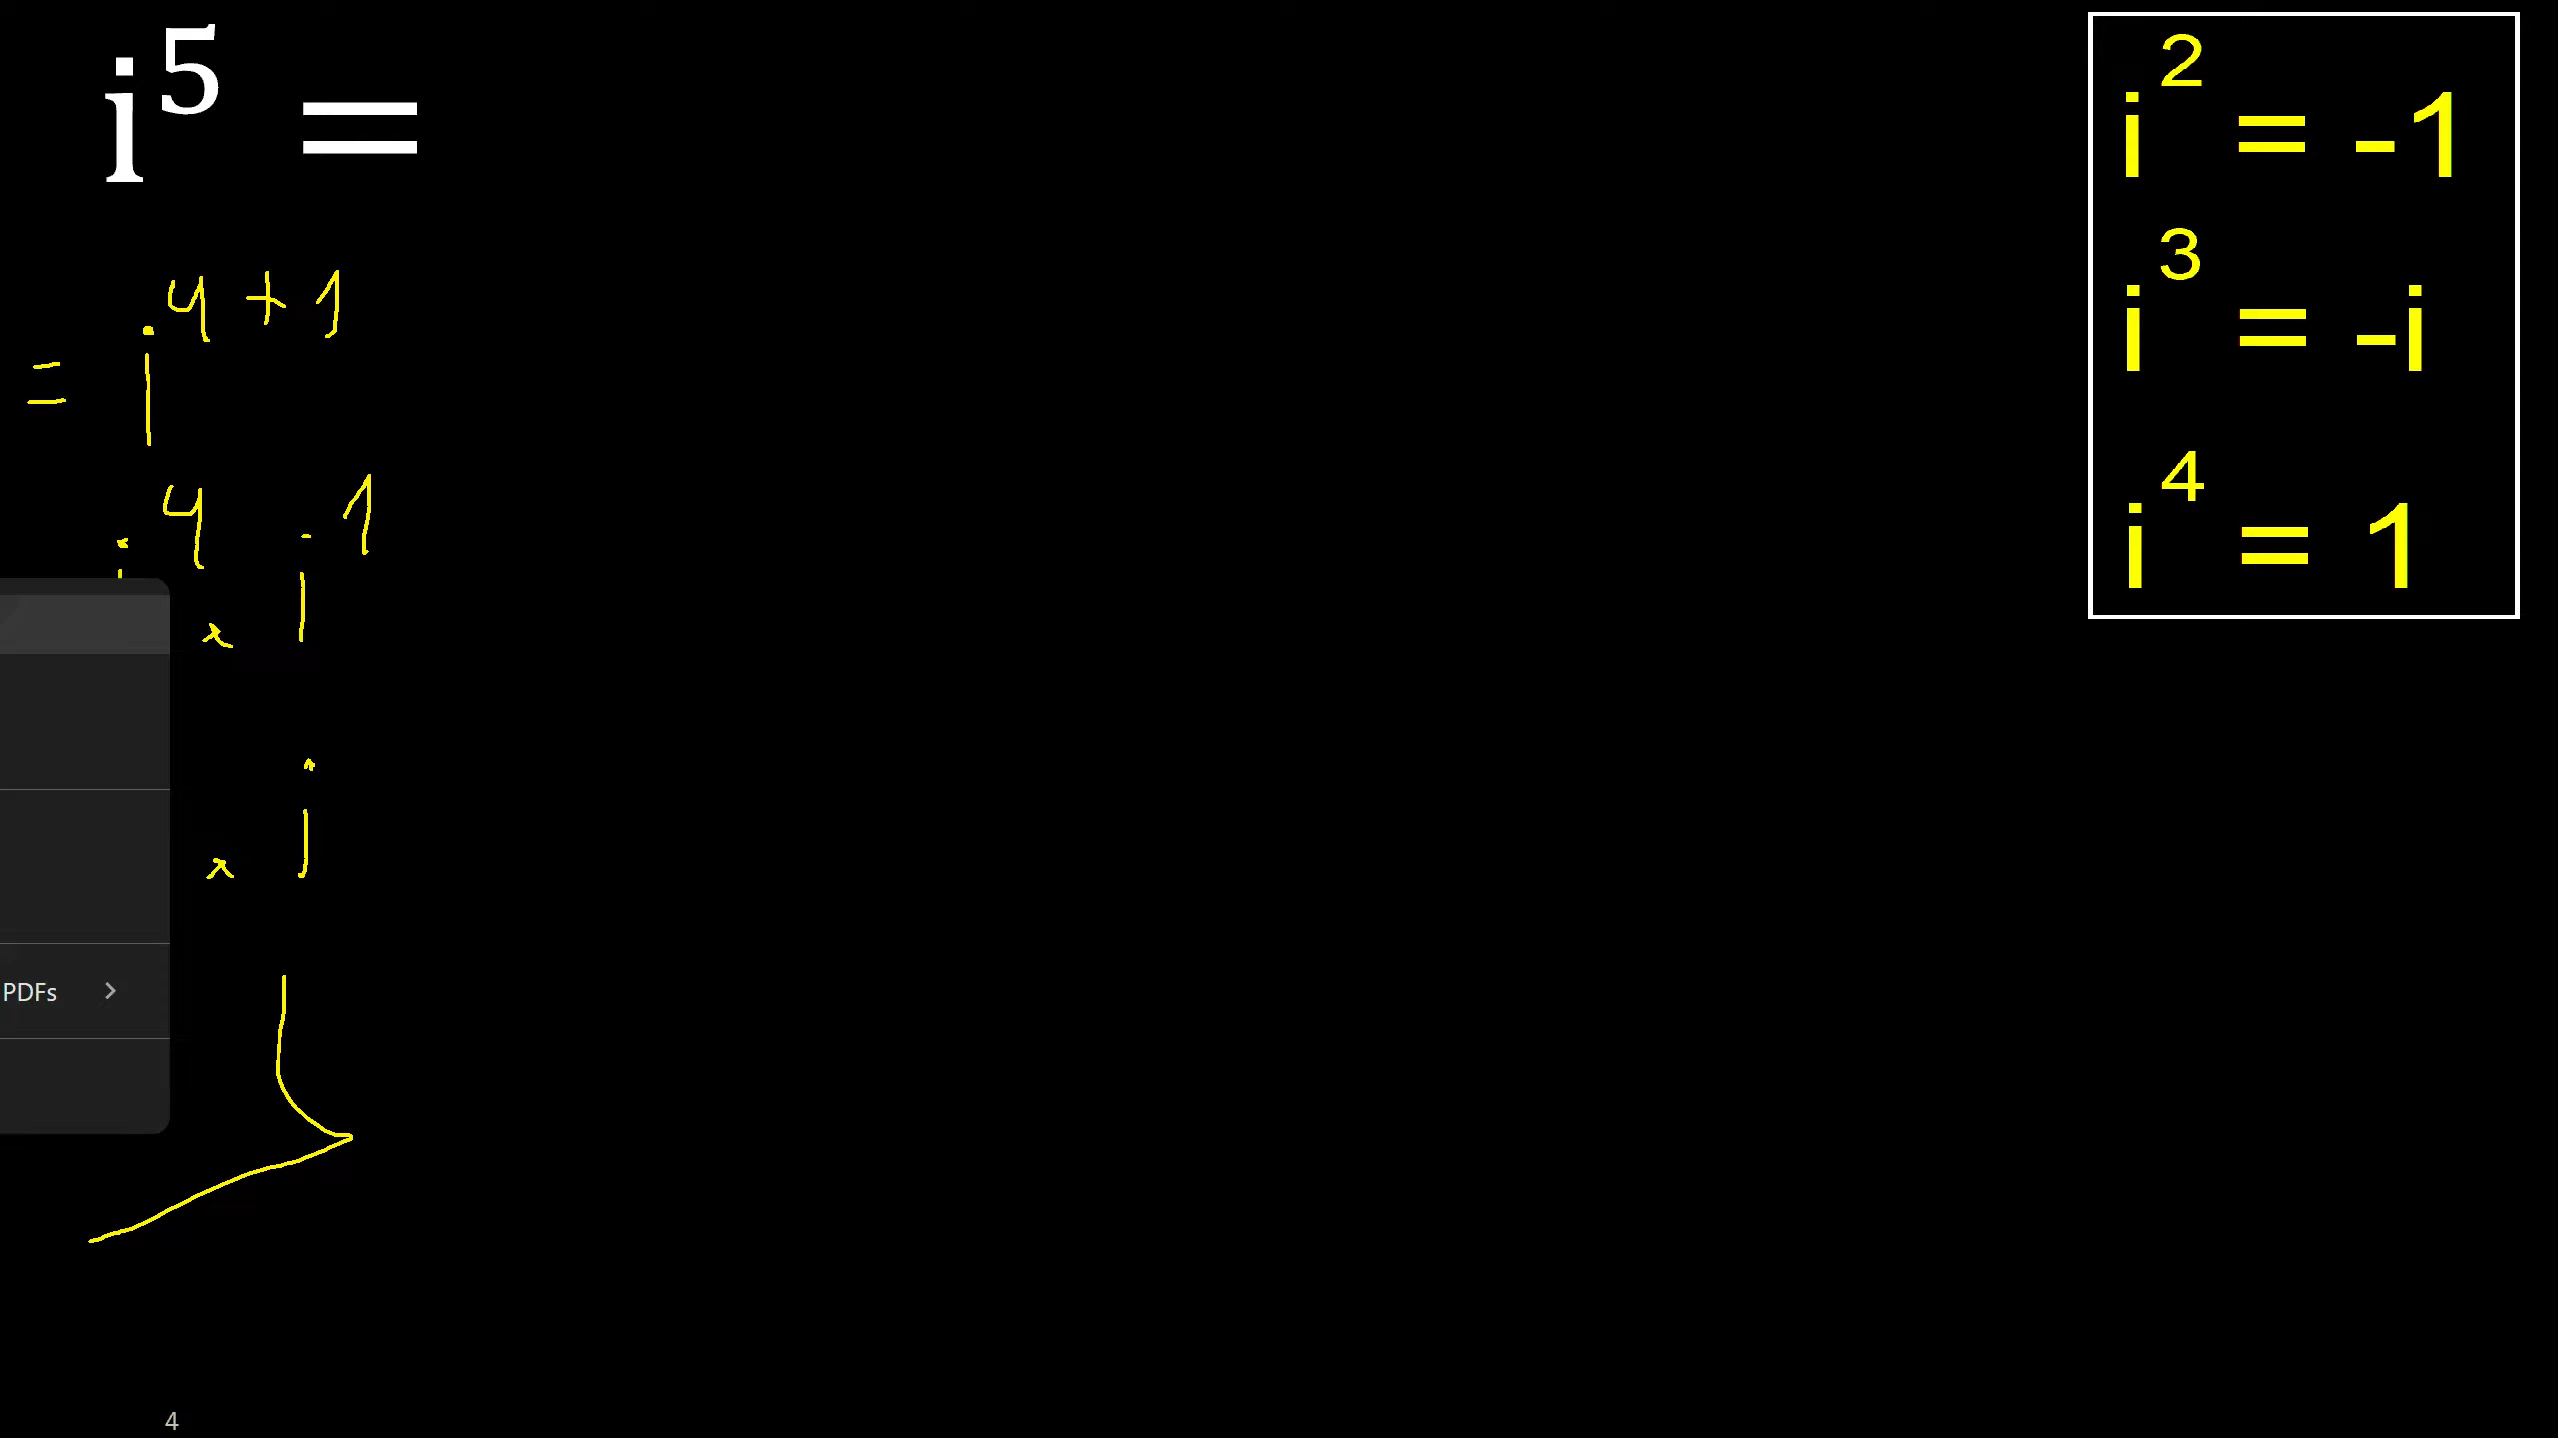 i⁵ =
= i⁴⁺¹
i⁴ x i¹
x i
PDFs
4
i² = -1
i³ = -i
i⁴ = 1